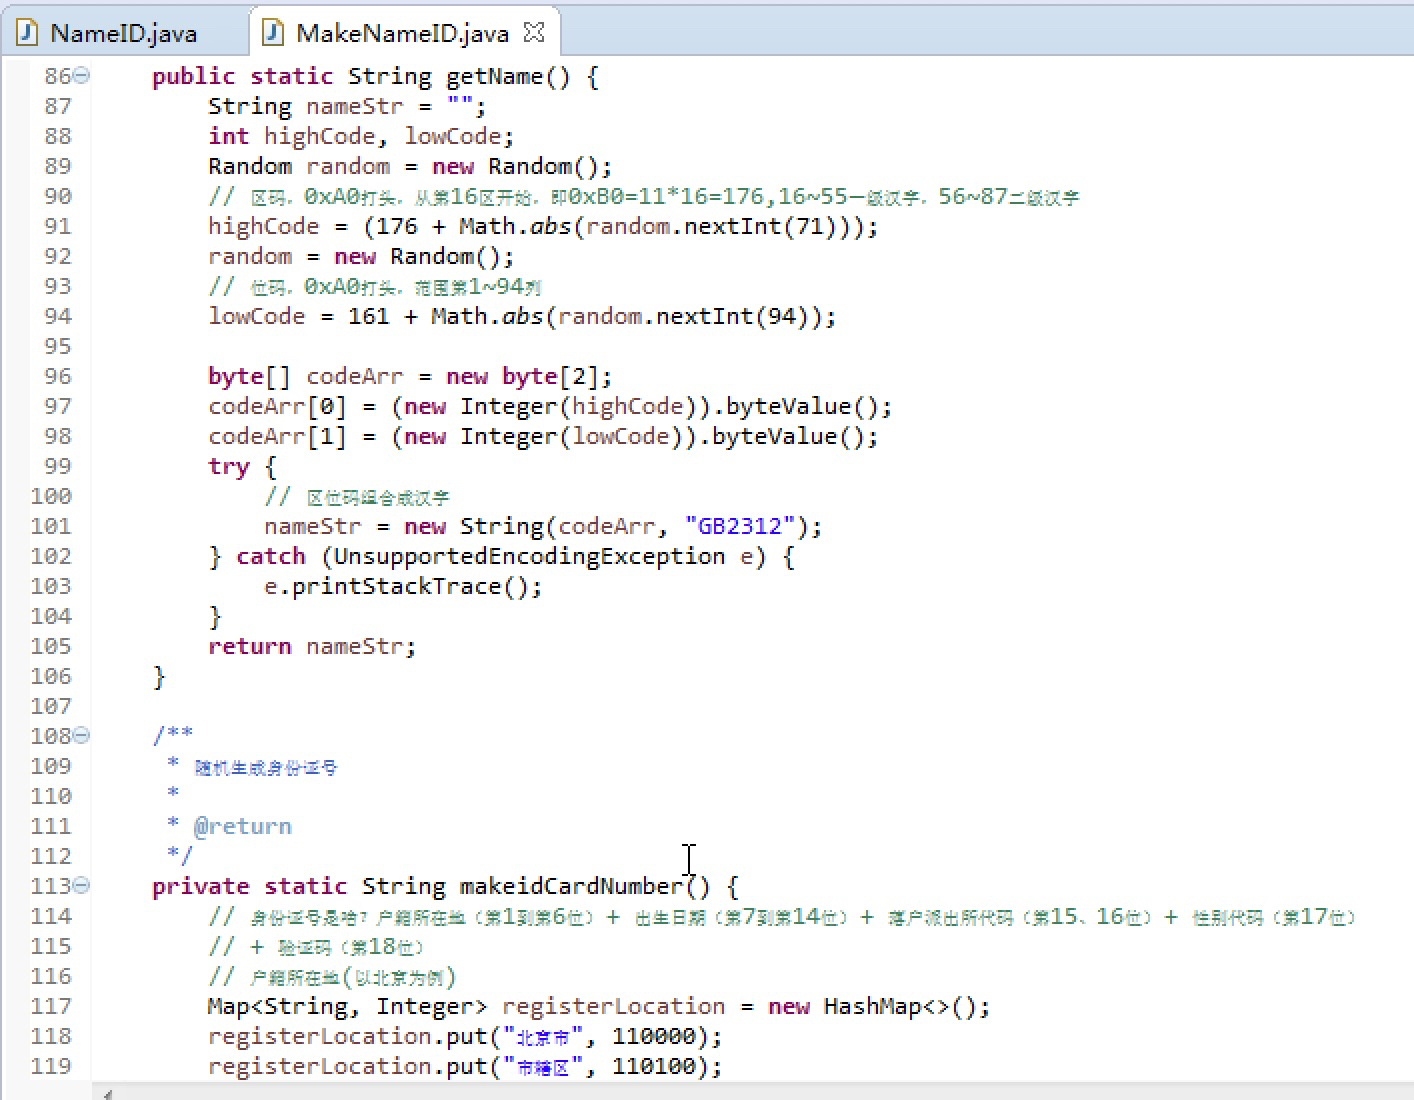 NameID.java MakeNameID.java
86 public static String getName() {
87 String nameStr = "";
88 int highCode, lowCode;
89 Random random = new Random();
90 // 区码，0xA0打头，从第16区开始，即0xB0=11*16=176,16~55一级汉字，56~87二级汉字
91 highCode = (176 + Math.abs(random.nextInt(71)));
92 random = new Random();
93 // 位码，0xA0打头，范围第1~94列
94 lowCode = 161 + Math.abs(random.nextInt(94));
95
96 byte[] codeArr = new byte[2];
97 codeArr[0] = (new Integer(highCode)).byteValue();
98 codeArr[1] = (new Integer(lowCode)).byteValue();
99 try {
100 // 区位码组合成汉字
101 nameStr = new String(codeArr, "GB2312");
102 } catch (UnsupportedEncodingException e) {
103 e.printStackTrace();
104 }
105 return nameStr;
106 }
107
108 /**
109 * 随机生成身份证号
110 *
111 * @return
112 */
113 private static String makeidCardNumber() {
114 // 身份证号是啥？户籍所在地（第1到第6位）+ 出生日期（第7到第14位）+ 落户派出所代码（第15、16位）+ 性别代码（第17位）
115 // + 验证码（第18位）
116 // 户籍所在地(以北京为例)
117 Map<String, Integer> registerLocation = new HashMap<>();
118 registerLocation.put("北京市", 110000);
119 registerLocation.put("市辖区", 110100);